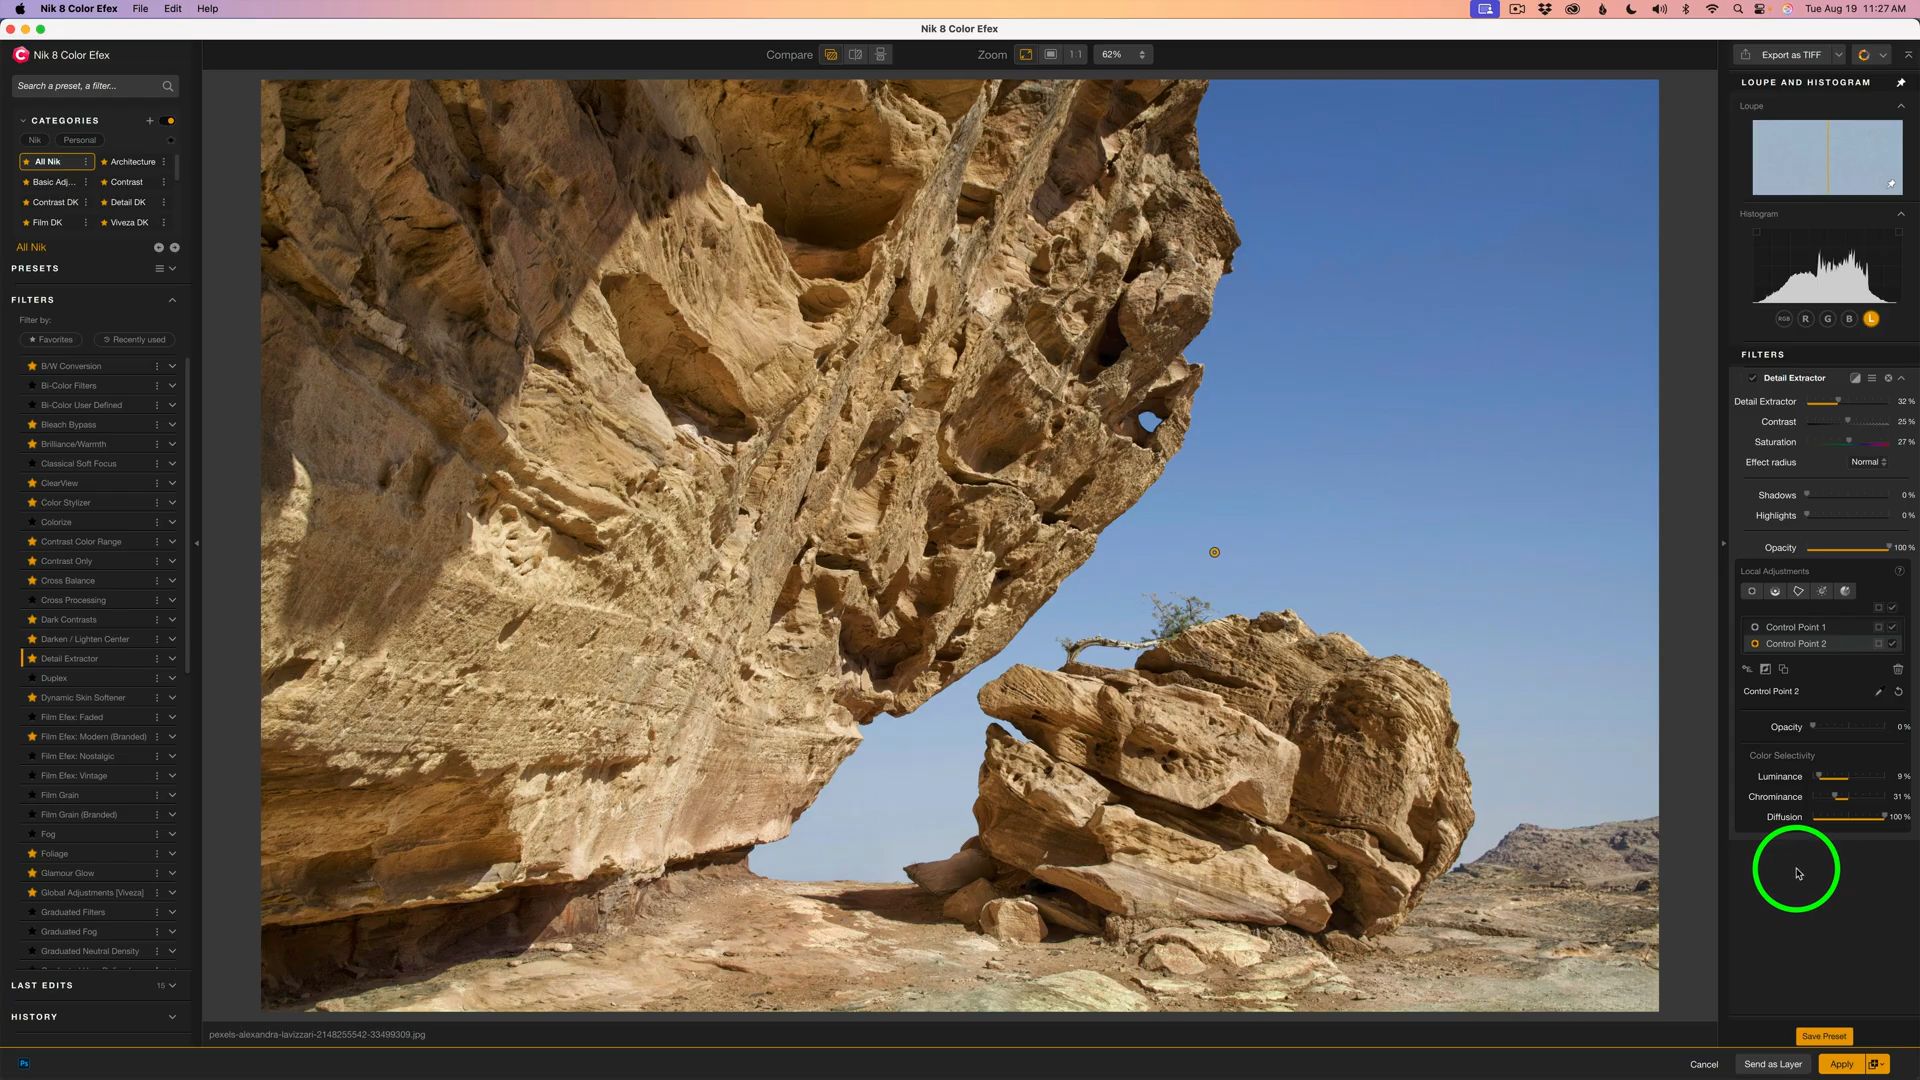 Nik 8 Color Efex File Edit Help
Tue Aug 19 11:27 AM
Nik 8 Color Efex
Nik 8 Color Efex
Compare
Zoom
1:1
62%
Export as TIFF
Search a preset, a filter...
CATEGORIES
Nik Personal
All Nik Architecture
Basic Adj... Contrast
Contrast DK Detail DK
Film DK Viveza DK
All Nik
PRESETS
FILTERS
Filter by:
Favorites Recently used
B/W Conversion
Bi-Color Filters
Bi-Color User Defined
Bleach Bypass
Brilliance/Warmth
Classical Soft Focus
ClearView
Color Stylizer
Colorize
Contrast Color Range
Contrast Only
Cross Balance
Cross Processing
Dark Contrasts
Darken / Lighten Center
Detail Extractor
Duplex
Dynamic Skin Softener
Film Efex: Faded
Film Efex: Modern (Branded)
Film Efex: Nostalgic
Film Efex: Vintage
Film Grain
Film Grain (Branded)
Fog
Foliage
Glamour Glow
Global Adjustments [Viveza]
Graduated Filters
Graduated Fog
Graduated Neutral Density
LAST EDITS 15
HISTORY
Ps
pexels-alexandra-lavizzari-2148255542-33499309.jpg
LOUPE AND HISTOGRAM
Loupe
Histogram
RGB R G B L
FILTERS
Detail Extractor
Detail Extractor 32 %
Contrast 25 %
Saturation 27 %
Effect radius Normal
Shadows 0 %
Highlights 0 %
Opacity 100 %
Local Adjustments ?
Control Point 1
Control Point 2
Control Point 2
Opacity 0 %
Color Selectivity
Luminance 9 %
Chrominance 31 %
Diffusion 100 %
Save Preset
Cancel Send as Layer Apply